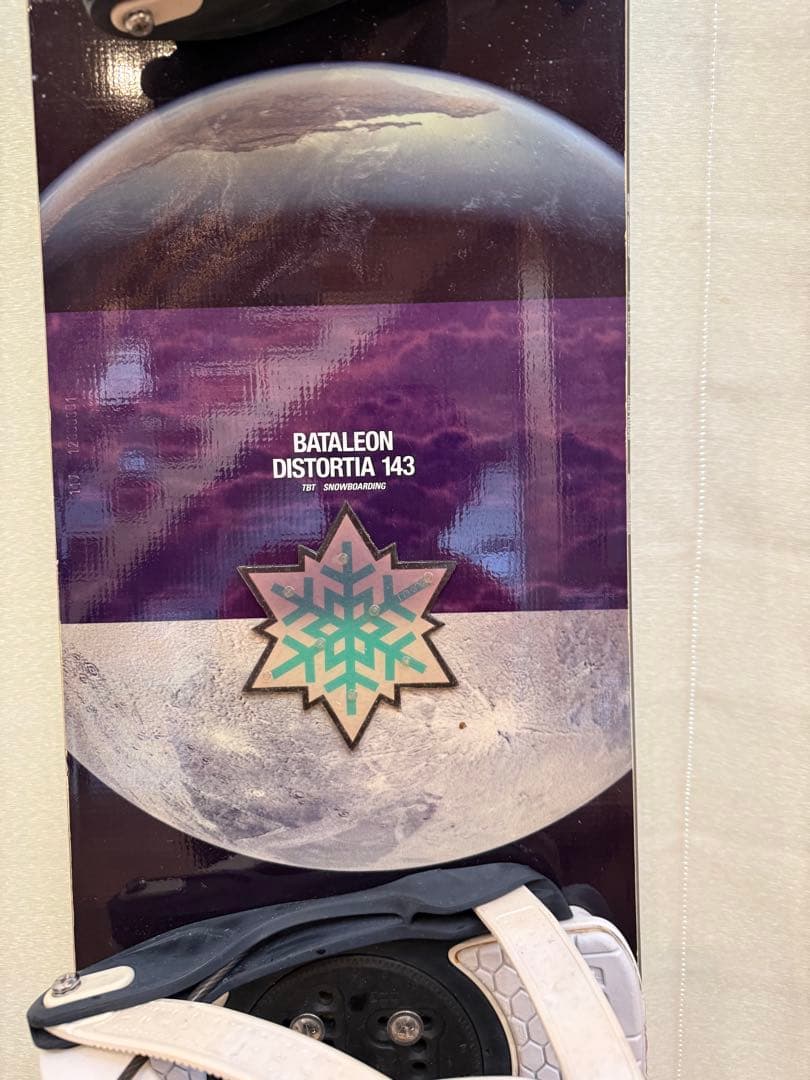 BATALEON
DISTORTIA 143
TBT SNOWBOARDING